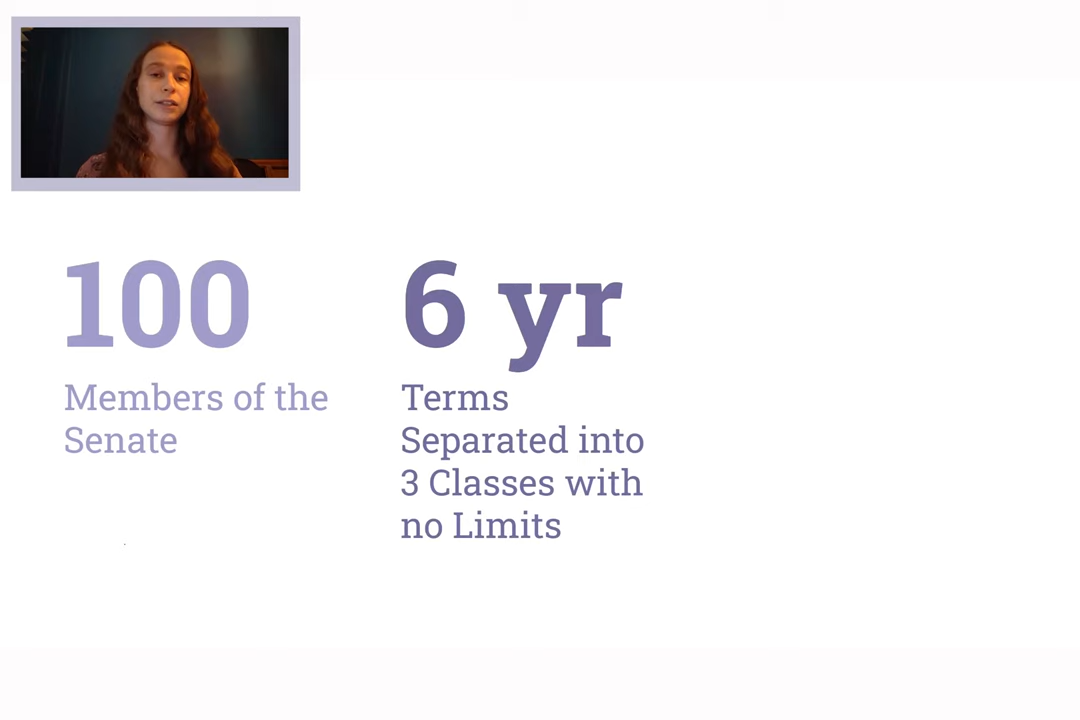 100
Members of the
Senate
6 yr
Terms
Separated into
3 Classes with
no Limits